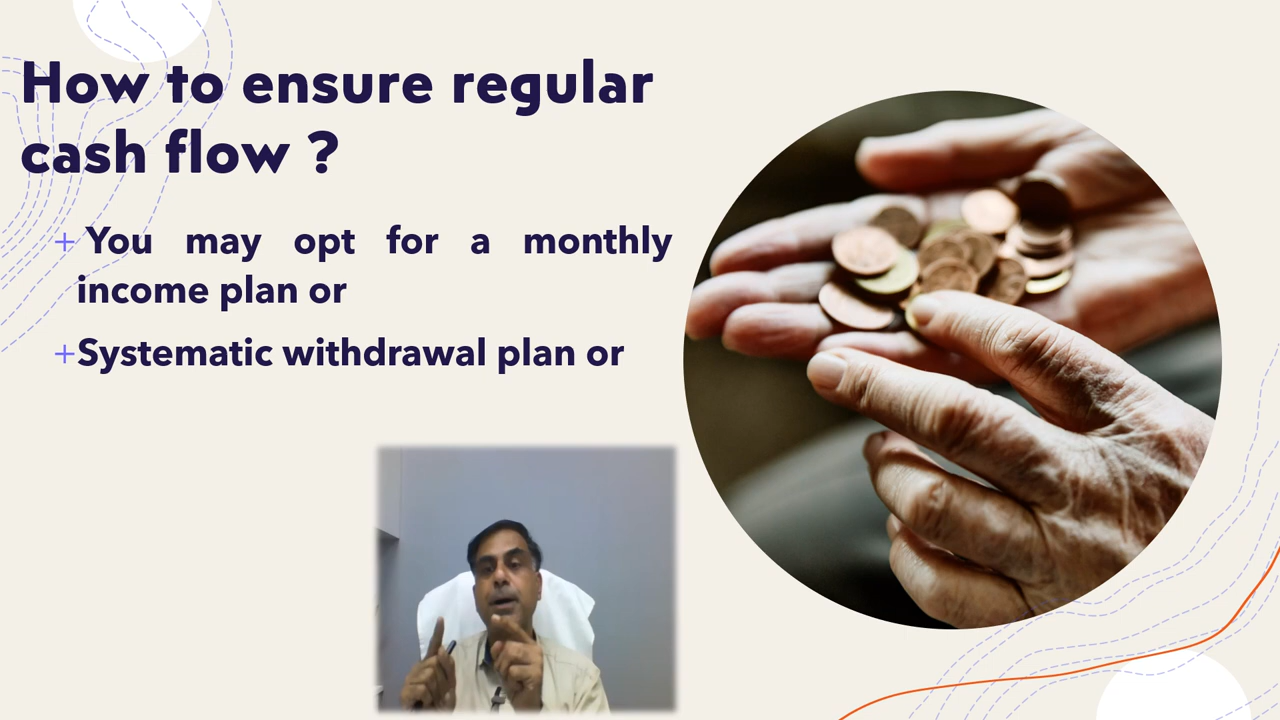 How to ensure regular
cash flow ?
+ You may opt for a monthly
income plan or
+Systematic withdrawal plan or